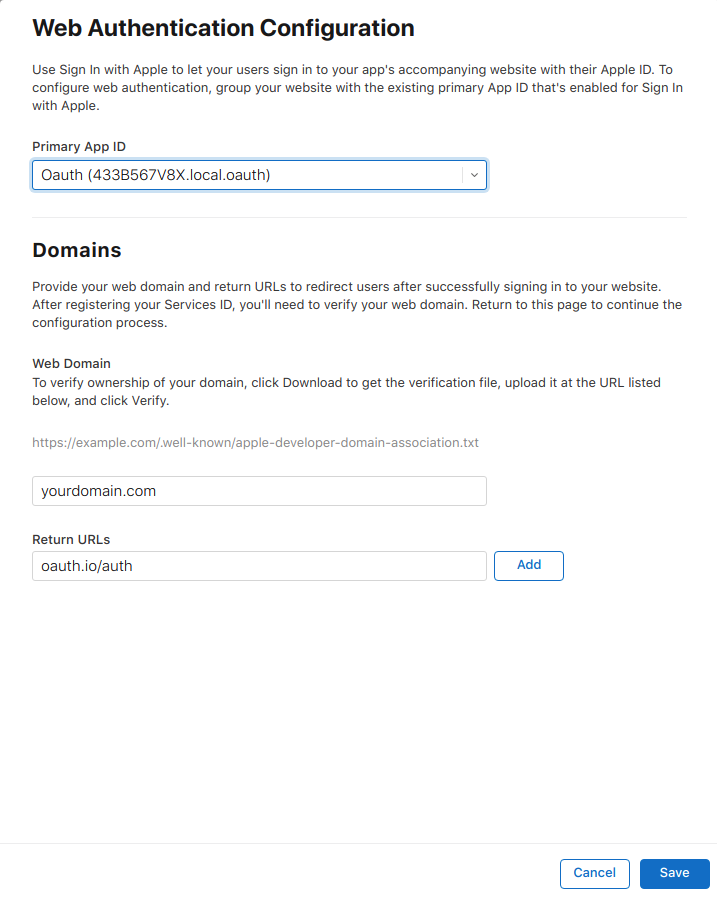 Web Authentication Configuration
Use Sign In with Apple to let your users sign in to your app's accompanying website with their Apple ID. To
configure web authentication, group your website with the existing primary App ID that's enabled for Sign In
with Apple.
Primary App ID
Oauth (433B567V8X.local.oauth)
Domains
Provide your web domain and return URLs to redirect users after successfully signing in to your website.
After registering your Services ID, you'll need to verify your web domain. Return to this page to continue the
configuration process.
Web Domain
To verify ownership of your domain, click Download to get the verification file, upload it at the URL listed
below, and click Verify.
https://example.com/.well-known/apple-developer-domain-association.txt
yourdomain.com
Return URLs
oauth.io/auth
Add
Cancel
Save